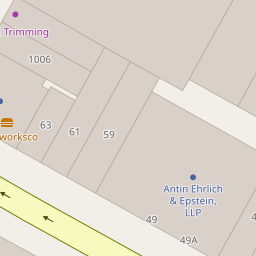 Trimming
1006
63
61
59
worksco
Antin Ehrlich
& Epstein,
LLP
49
49A